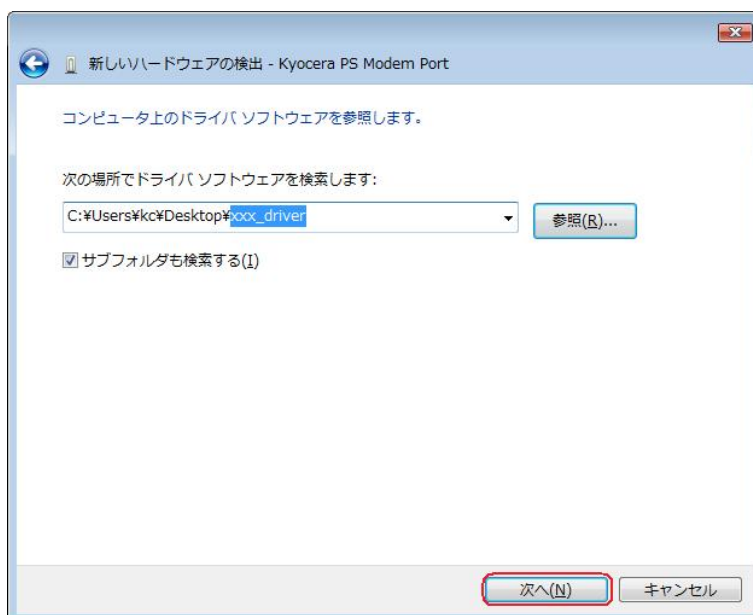 新しいハードウェアの検出 - Kyocera PS Modem Port
コンピュータ上のドライバ ソフトウェアを参照します。
次の場所でドライバ ソフトウェアを検索します:
C:¥Users¥kc¥Desktop¥xxx_driver
参照(R)...
サブフォルダも検索する(I)
次へ(N)
キャンセル